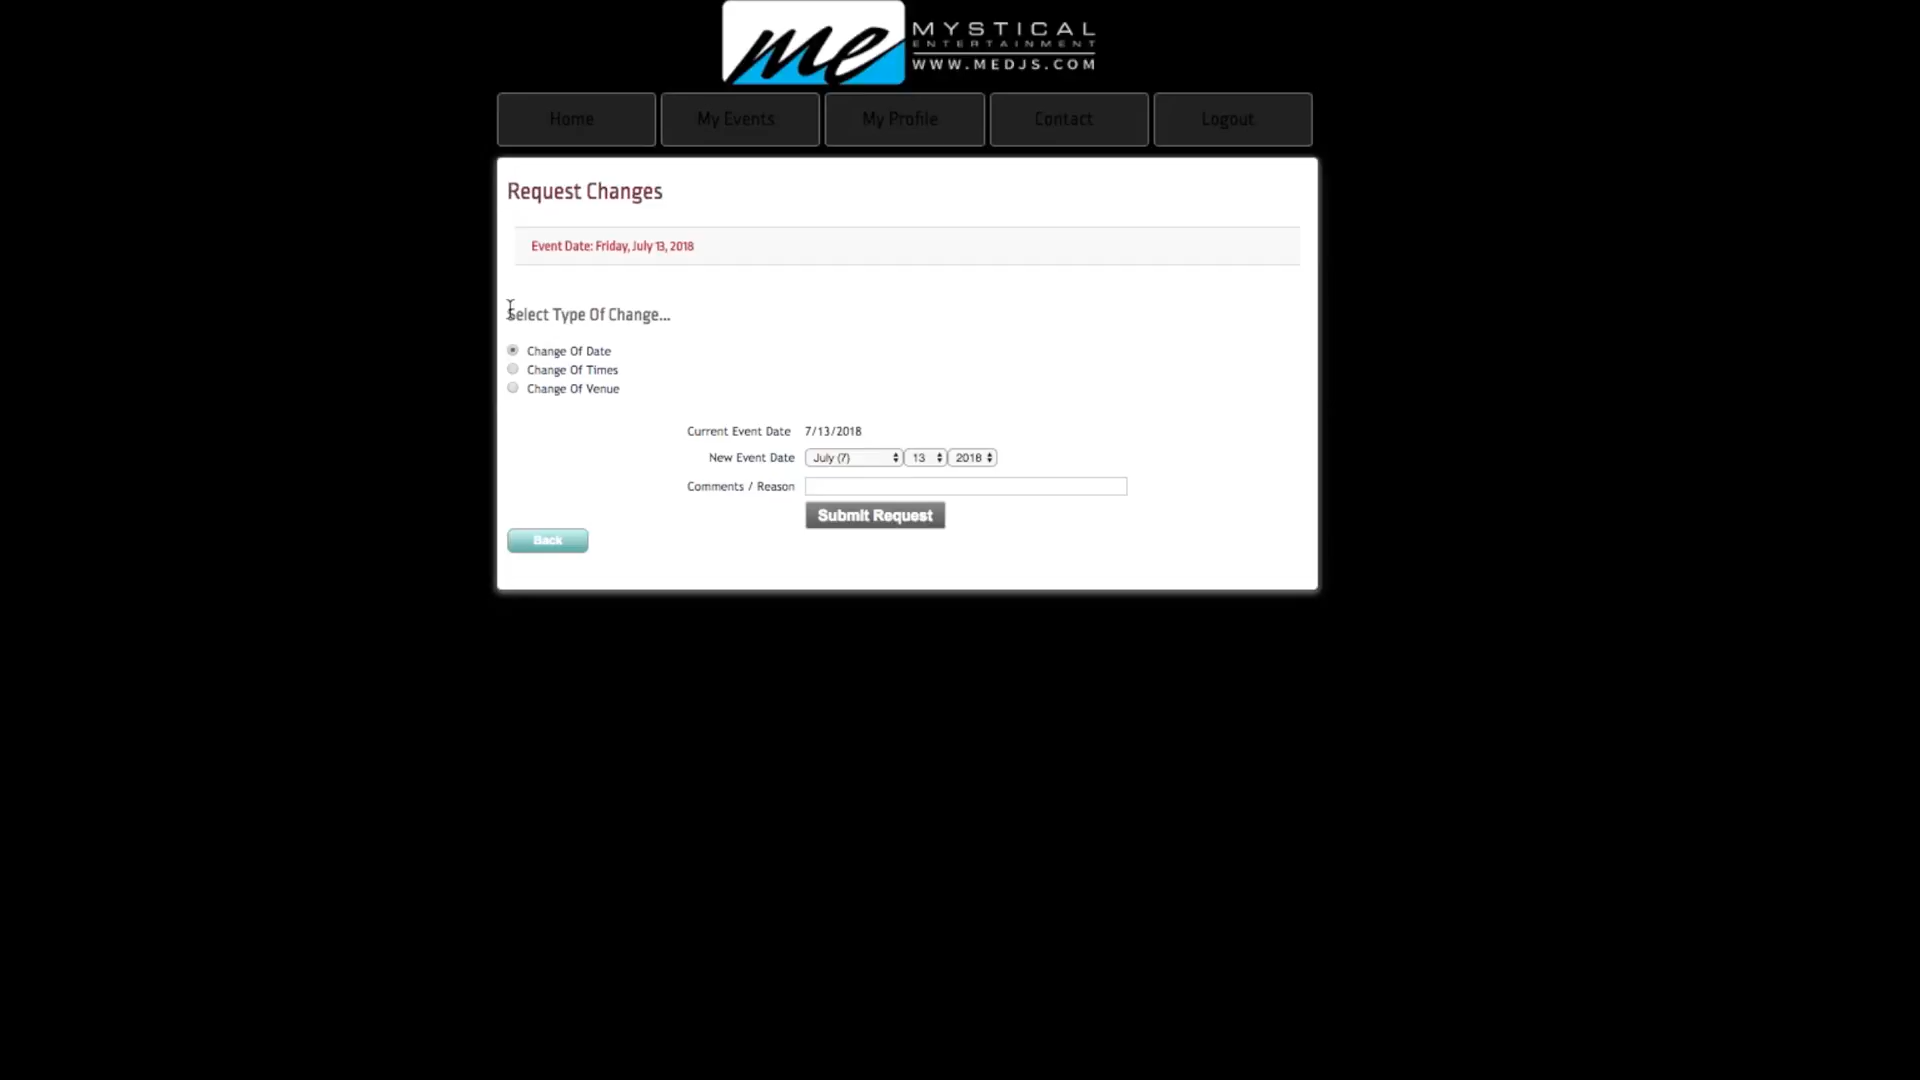 me
MYSTICAL
ENTERTAINMENT
WWW.MEDJS.COM
Home
My Events
My Profile
Contact
Logout
Request Changes
Event Date: Friday, July 13, 2018
Select Type Of Change...
Change Of Date
Change Of Times
Change Of Venue
Current Event Date 7/13/2018
New Event Date July (7) 13 2018
Comments / Reason
Submit Request
Back